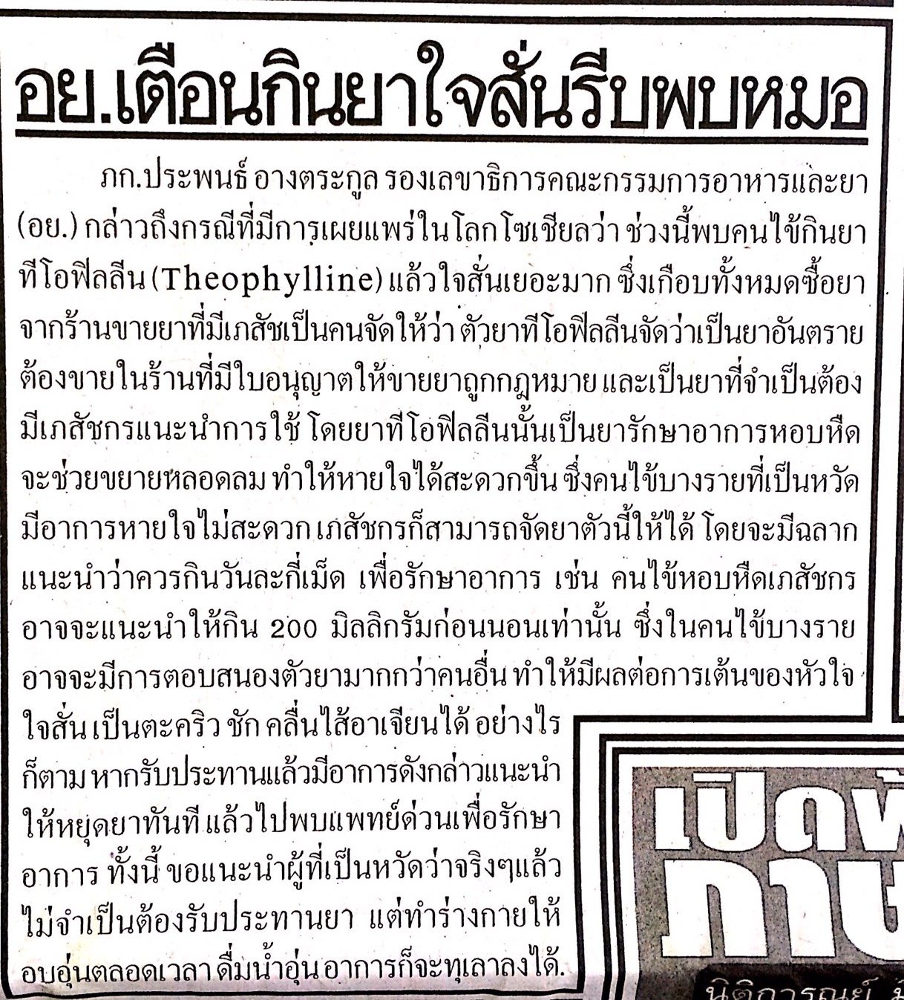 อย.เตือนกินยาใจสั่นรีบพบหมอ
ภก.ประพนธ์ อางตระกูล รองเลขาธิการคณะกรรมการอาหารและยา
(อย.) กล่าวถึงกรณีที่มีการเผยแพร่ในโลกโซเชียลว่า ช่วงนี้พบคนไข้กินยา
ทีโอฟิลลีน (Theophylline) แล้วใจสั่นเยอะมาก ซึ่งเกือบทั้งหมดซื้อยา
จากร้านขายยาที่มีเภสัชเป็นคนจัดให้ว่า ตัวยาทีโอฟิลลีนจัดว่าเป็นยาอันตราย
ต้องขายในร้านที่มีใบอนุญาตให้ขายยาถูกกฎหมาย และเป็นยาที่จำเป็นต้อง
มีเภสัชกรแนะนำการใช้ โดยยาทีโอฟิลลีนนั้นเป็นยารักษาอาการหอบหืด
จะช่วยขยายหลอดลม ทำให้หายใจได้สะดวกขึ้น ซึ่งคนไข้บางรายที่เป็นหวัด
มีอาการหายใจไม่สะดวก เภสัชกรก็สามารถจัดยาตัวนี้ให้ได้ โดยจะมีฉลาก
แนะนำว่าควรกินวันละกี่เม็ด เพื่อรักษาอาการ เช่น คนไข้หอบหืดเภสัชกร
อาจจะแนะนำให้กิน 200 มิลลิกรัมก่อนนอนเท่านั้น ซึ่งในคนไข้บางราย
อาจจะมีการตอบสนองตัวยามากกว่าคนอื่น ทำให้มีผลต่อการเต้นของหัวใจ
ใจสั่น เป็นตะคริว ชัก คลื่นไส้อาเจียนได้ อย่างไร
ก็ตาม หากรับประทานแล้วมีอาการดังกล่าวแนะนำ
ให้หยุดยาทันที แล้วไปพบแพทย์ด่วนเพื่อรักษา
อาการ ทั้งนี้ ขอแนะนำผู้ที่เป็นหวัดว่าจริงๆแล้ว
ไม่จำเป็นต้องรับประทานยา แต่ทำร่างกายให้
อบอุ่นตลอดเวลา ดื่มน้ำอุ่น อาการก็จะทุเลาลงได้.
นิติการุณย์